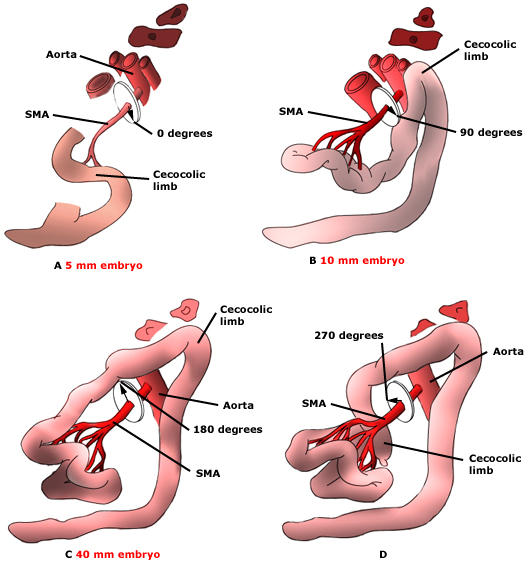 Aorta
SMA
0 degrees
Cecocolic
limb
A 5 mm embryo
Cecocolic
limb
SMA
90 degrees
B 10 mm embryo
Cecocolic
limb
Aorta
180 degrees
SMA
C 40 mm embryo
270 degrees
Aorta
SMA
Cecocolic
limb
D